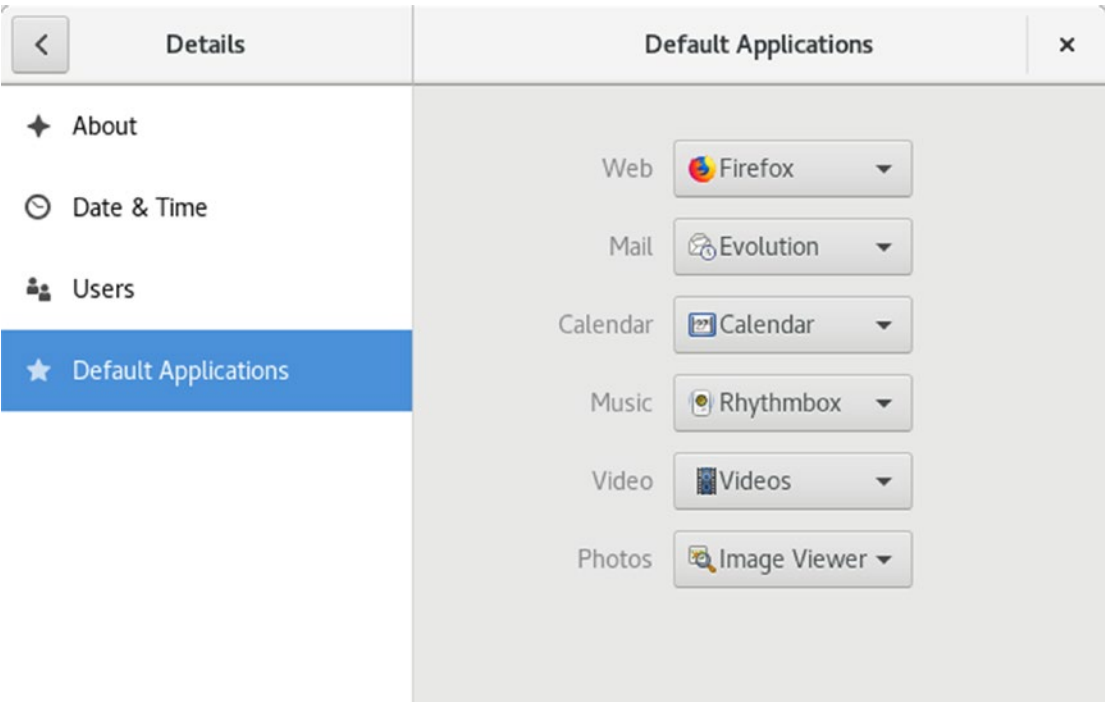 Details
Default Applications
About
Date & Time
Users
Default Applications
Web Firefox
Mail Evolution
Calendar Calendar
Music Rhythmbox
Video Videos
Photos Image Viewer